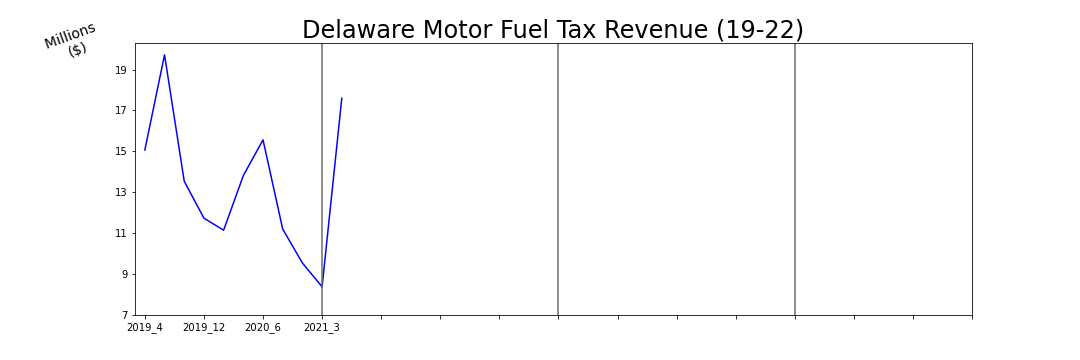 Delaware Motor Fuel Tax Revenue (19-22)
Millions
($)
19
17
15
13
11
9
7
2019_4 2019_12 2020_6 2021_3